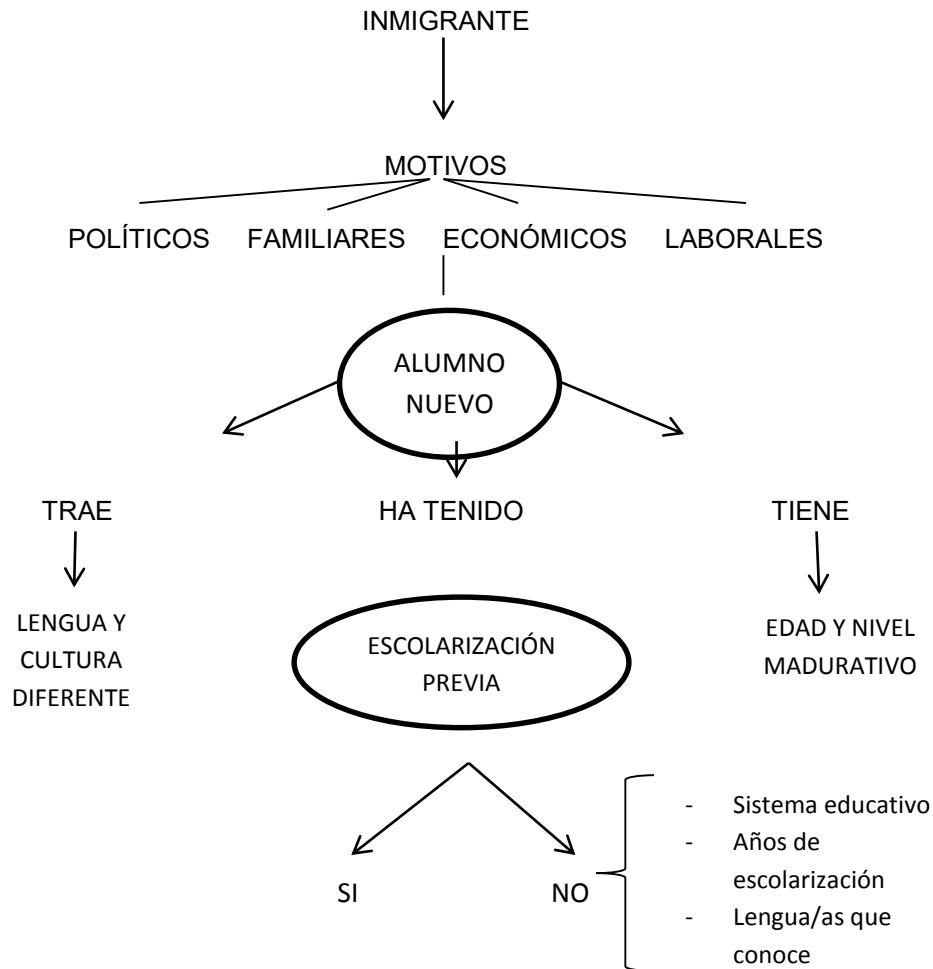 INMIGRANTE
MOTIVOS
POLÍTICOS FAMILIARES ECONÓMICOS LABORALES
ALUMNO
NUEVO
TRAE HA TENIDO TIENE
LENGUA Y
CULTURA
DIFERENTE
ESCOLARIZACIÓN
PREVIA
EDAD Y NIVEL
MADURATIVO
SI NO
- Sistema educativo
- Años de
escolarización
- Lengua/as que
conoce